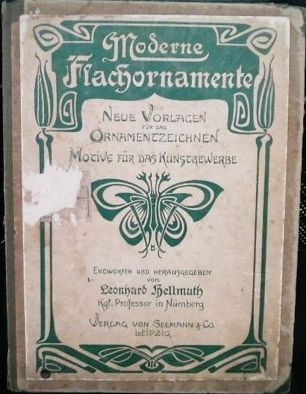 Moderne
Flachornamente
NEUE VORLAGEN
FÜR DAS
ORNAMENTZEICHNEN
MOTIVE FÜR DAS KUNSTGEWERBE
ENTWORFEN UND HERAUSGEGEBEN
VON
Leonhard Hellmuth
Kgl. Professor in Nürnberg
VERLAG VON SEEMANN & Co.
LEIPZIG.